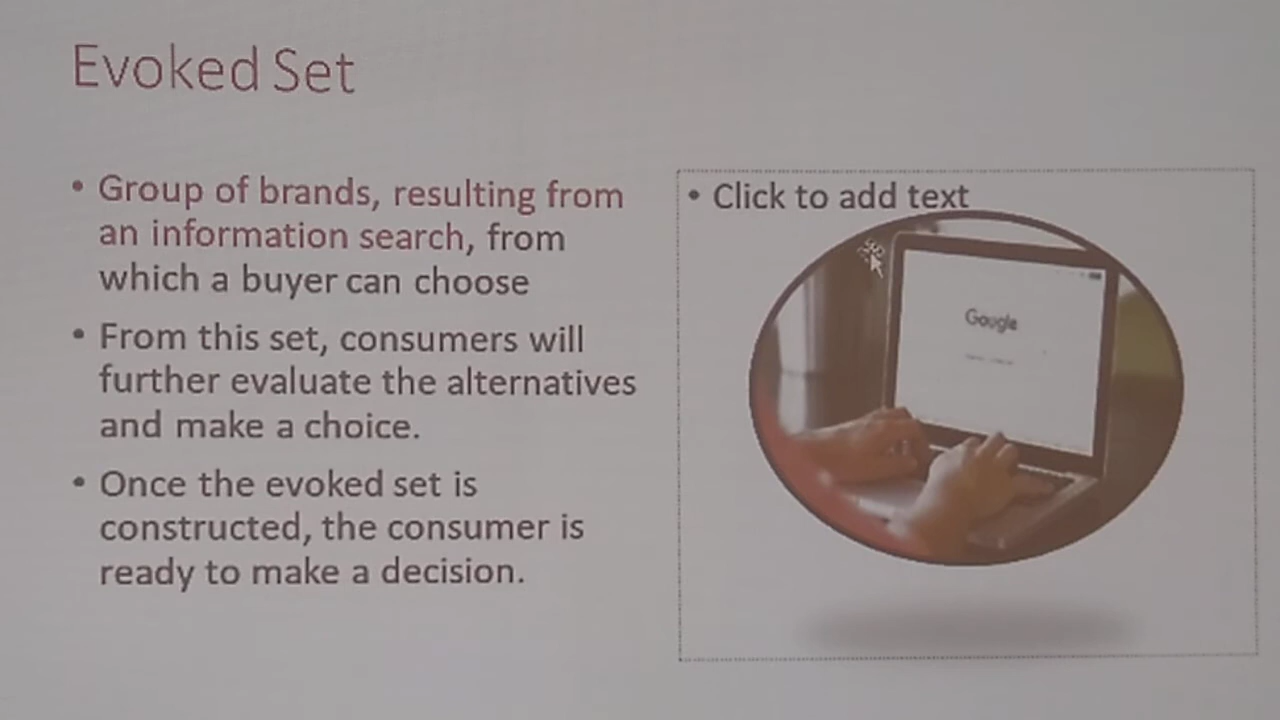 Evoked Set
• Group of brands, resulting from
an information search, from
which a buyer can choose
• From this set, consumers will
further evaluate the alternatives
and make a choice.
• Once the evoked set is
constructed, the consumer is
ready to make a decision.
• Click to add text
Google